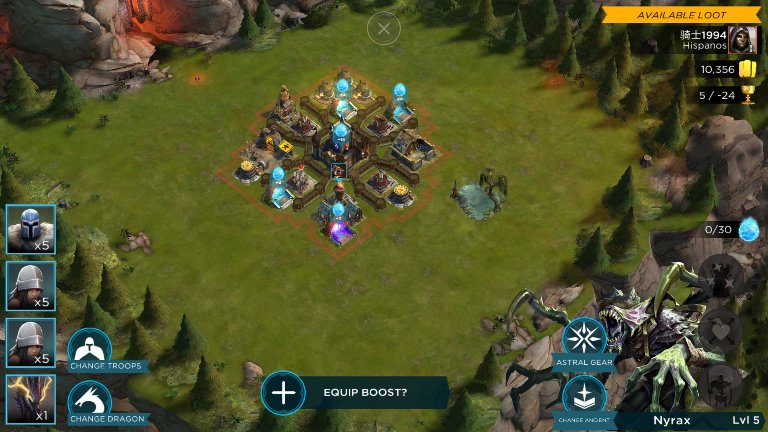 AVAILABLE LOOT
骑士1994
Hispanos
10,356
5 / -24
0/30
x5
x5
x5
x1
CHANGE TROOPS
CHANGE DRAGON
EQUIP BOOST?
ASTRAL GEAR
CHANGE ANCIENT
Nyrax
Lvl 5